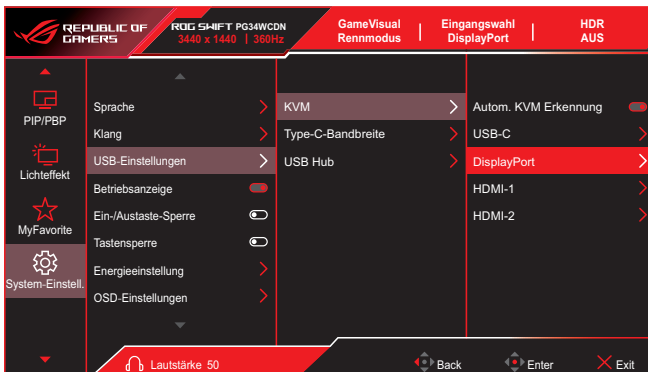 REPUBLIC OF
GAMERS
ROG SWIFT PG34WCDN
3440 x 1440 | 360Hz
GameVisual
Rennmodus
Eingangswahl
DisplayPort
HDR
AUS
PIP/PBP
Lichteffekt
MyFavorite
System-Einstell.
Sprache
Klang
USB-Einstellungen
Betriebsanzeige
Ein-/Austaste-Sperre
Tastensperre
Energieeinstellung
OSD-Einstellungen
KVM
Type-C-Bandbreite
USB Hub
Autom. KVM Erkennung
USB-C
DisplayPort
HDMI-1
HDMI-2
Lautstärke 50
Back
Enter
Exit